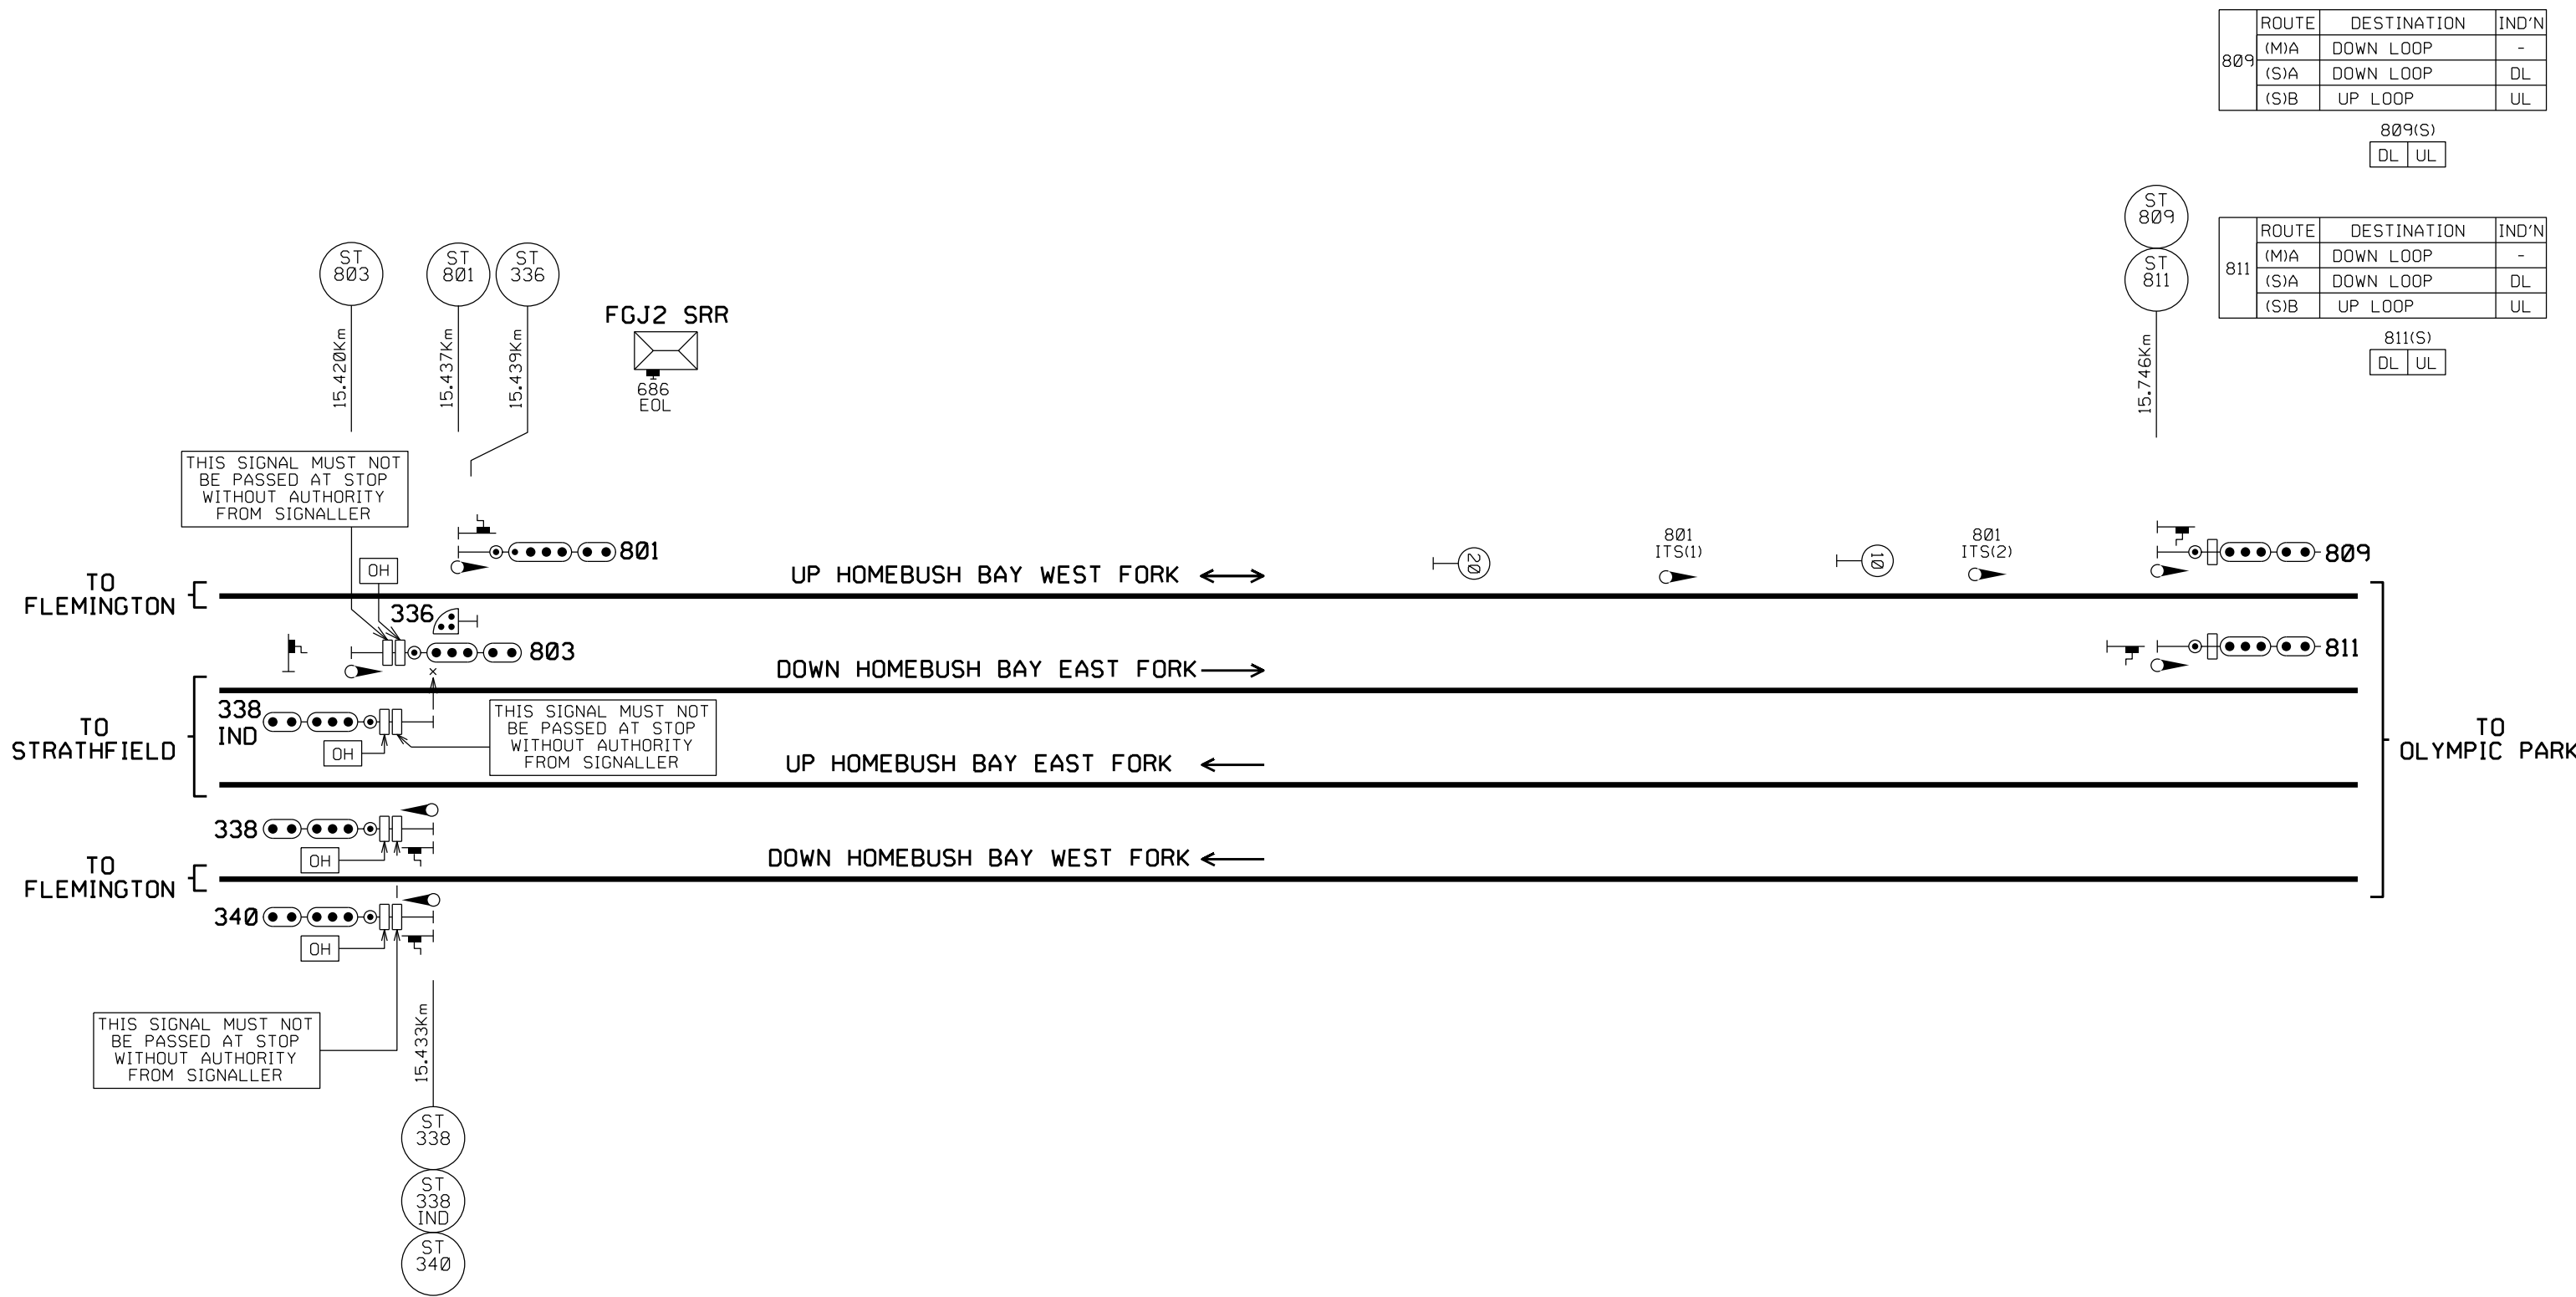 ROUTE DESTINATION IND'N
809
(M)A DOWN LOOP -
(S)A DOWN LOOP DL
(S)B UP LOOP UL
809(S)
DL UL
ST
809
ST
811
15.746Km
ROUTE DESTINATION IND'N
811
(M)A DOWN LOOP -
(S)A DOWN LOOP DL
(S)B UP LOOP UL
811(S)
DL UL
ST
803
ST
801
ST
336
15.420Km
15.437Km
15.439Km
FGJ2 SRR
686
EOL
THIS SIGNAL MUST NOT
BE PASSED AT STOP
WITHOUT AUTHORITY
FROM SIGNALLER
OH
801
801
ITS(1)
801
ITS(2)
20
10
809
TO
FLEMINGTON
UP HOMEBUSH BAY WEST FORK
336
803
811
DOWN HOMEBUSH BAY EAST FORK
TO
STRATHFIELD
338
IND
OH
THIS SIGNAL MUST NOT
BE PASSED AT STOP
WITHOUT AUTHORITY
FROM SIGNALLER
UP HOMEBUSH BAY EAST FORK
TO
OLYMPIC PARK
338
OH
TO
FLEMINGTON
DOWN HOMEBUSH BAY WEST FORK
340
OH
THIS SIGNAL MUST NOT
BE PASSED AT STOP
WITHOUT AUTHORITY
FROM SIGNALLER
15.433Km
ST
338
ST
338
IND
ST
340